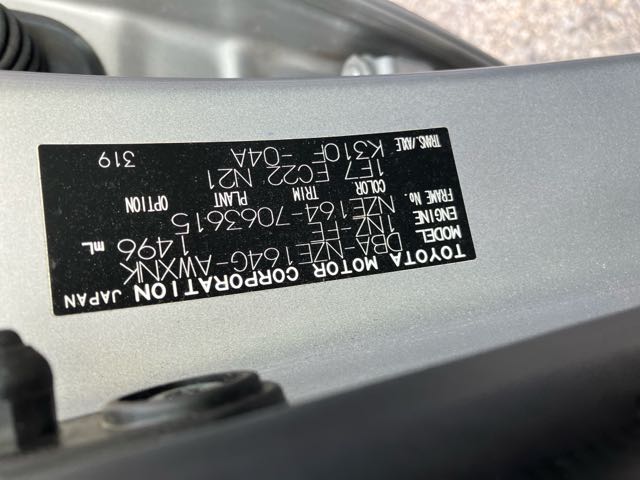 TOYOTA MOTOR CORPORATION JAPAN
MODEL DBA-NZE164G-AWXNK
ENGINE 1NZ-FE 1496 mL
FRAME NO. NZE164-7063615
COLOR TRIM PLANT OPTION
1E7 FC22 N21
TRANS./AXLE
K310F -04A
319